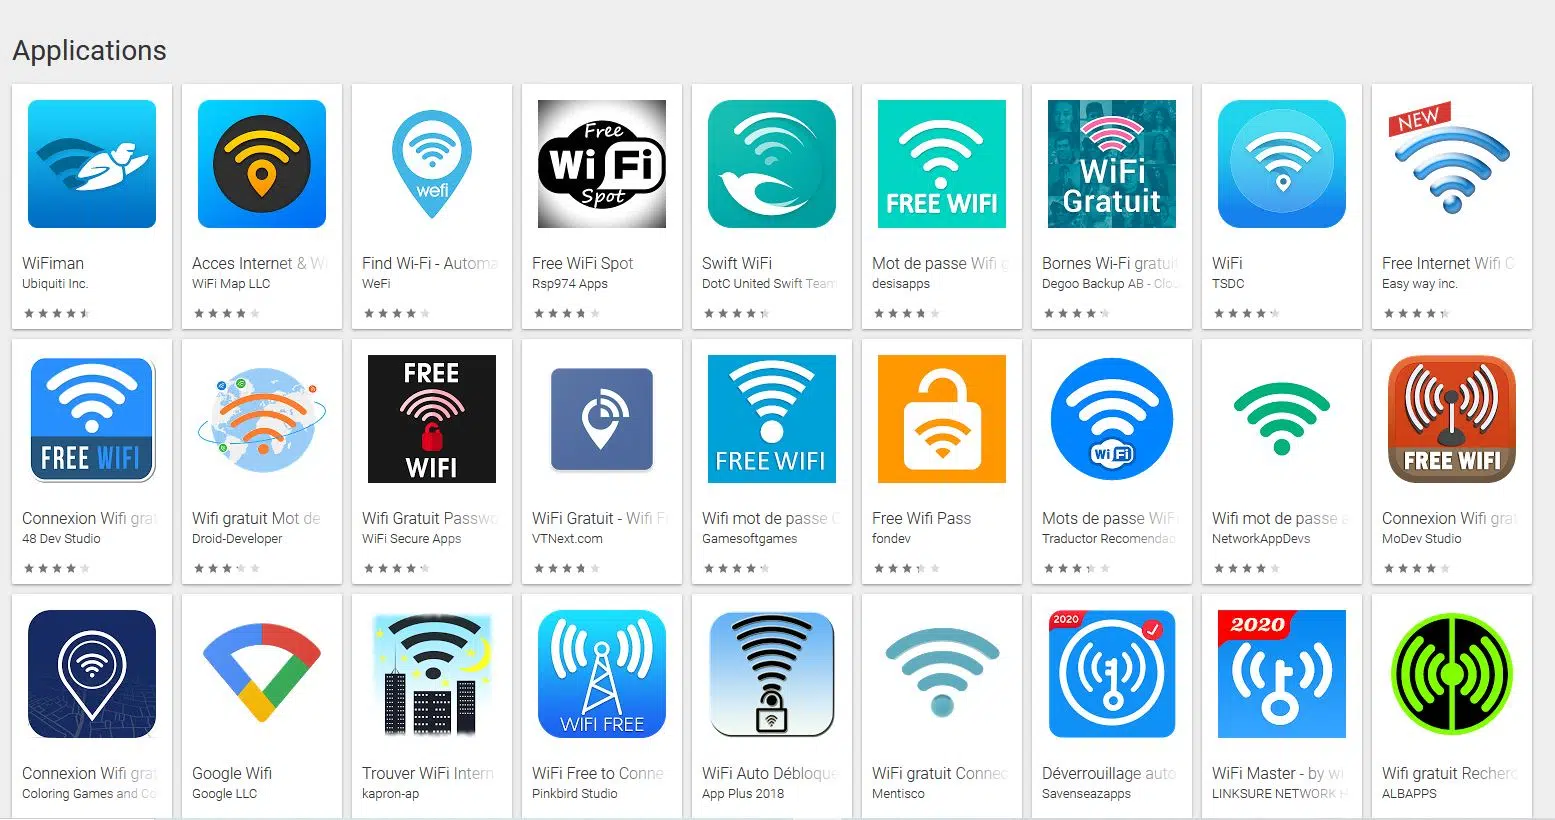 Applications
wefi
Free
Wi Fi
Spot
FREE WIFI
WiFi
Gratuit
NEW
WiFiman
Ubiquiti Inc.
Acces Internet & W
WiFi Map LLC
Find Wi-Fi - Automa
WeFi
Free WiFi Spot
Rsp974 Apps
Swift WiFi
DotC United Swift Team
Mot de passe Wifi g
desisapps
Bornes Wi-Fi gratuit
Degoo Backup AB - Clo
WiFi
TSDC
Free Internet Wifi C
Easy way inc.
FREE WIFI
FREE
WIFI
FREE WIFI
Wi Fi
FREE WIFI
Connexion Wifi grat
48 Dev Studio
Wifi gratuit Mot de
Droid-Developer
Wifi Gratuit Passwo
WiFi Secure Apps
WiFi Gratuit - Wifi F
VTNext.com
Wifi mot de passe
Gamesoftgames
Free Wifi Pass
fondev
Mots de passe WiFi
Traductor Recomendad
Wifi mot de passe a
NetworkAppDevs
Connexion Wifi grat
MoDev Studio
WIFI FREE
2020
2020
Connexion Wifi grat
Coloring Games and Co
Google Wifi
Google LLC
Trouver WiFi Intern
kapron-ap
WiFi Free to Conne
Pinkbird Studio
WiFi Auto Débloque
App Plus 2018
WiFi gratuit Connec
Mentisco
Déverrouillage auto
Savenseazapps
WiFi Master - by wi
LINKSURE NETWORK H
Wifi gratuit Recherc
ALBAPPS